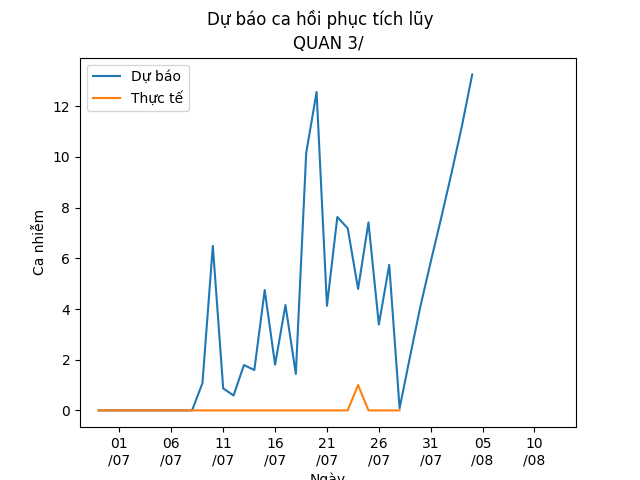 Dự báo ca hồi phục tích lũy
QUAN 3/
Dự báo
Thực tế
Ca nhiễm
12
10
8
6
4
2
0
01 06 11 16 21 26 31 05 10
/07 /07 /07 /07 /07 /07 /07 /08 /08
Ngày